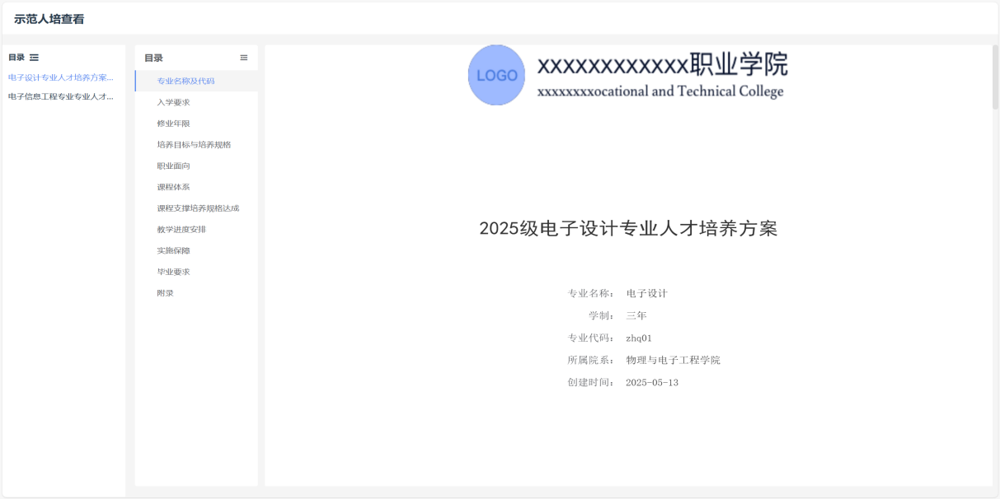 示范人培查看
目录
电子设计专业人才培养方案...
电子信息工程专业专业人才...
目录
专业名称及代码
入学要求
修业年限
培养目标与培养规格
职业面向
课程体系
课程支撑培养规格达成
教学进度安排
实施保障
毕业要求
附录
LOGO
xxxxxxxxxxxx职业学院
xxxxxxxxocational and Technical College
2025级电子设计专业人才培养方案
专业名称： 电子设计
学制： 三年
专业代码： zhq01
所属院系： 物理与电子工程学院
创建时间： 2025-05-13